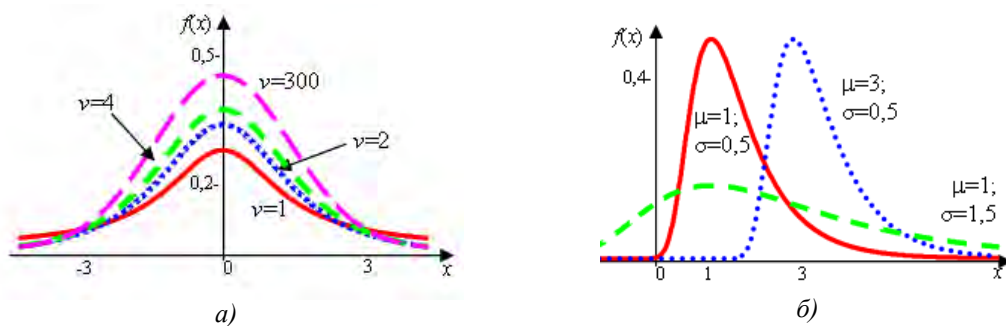 f(x)
0,5-
ν=300
ν=4
ν=2
0,2-
ν=1
-3
0
3
x
а)
f(x)
0,4-
μ=3;
σ=0,5
μ=1;
σ=0,5
μ=1;
σ=1,5
0
1
3
x
б)